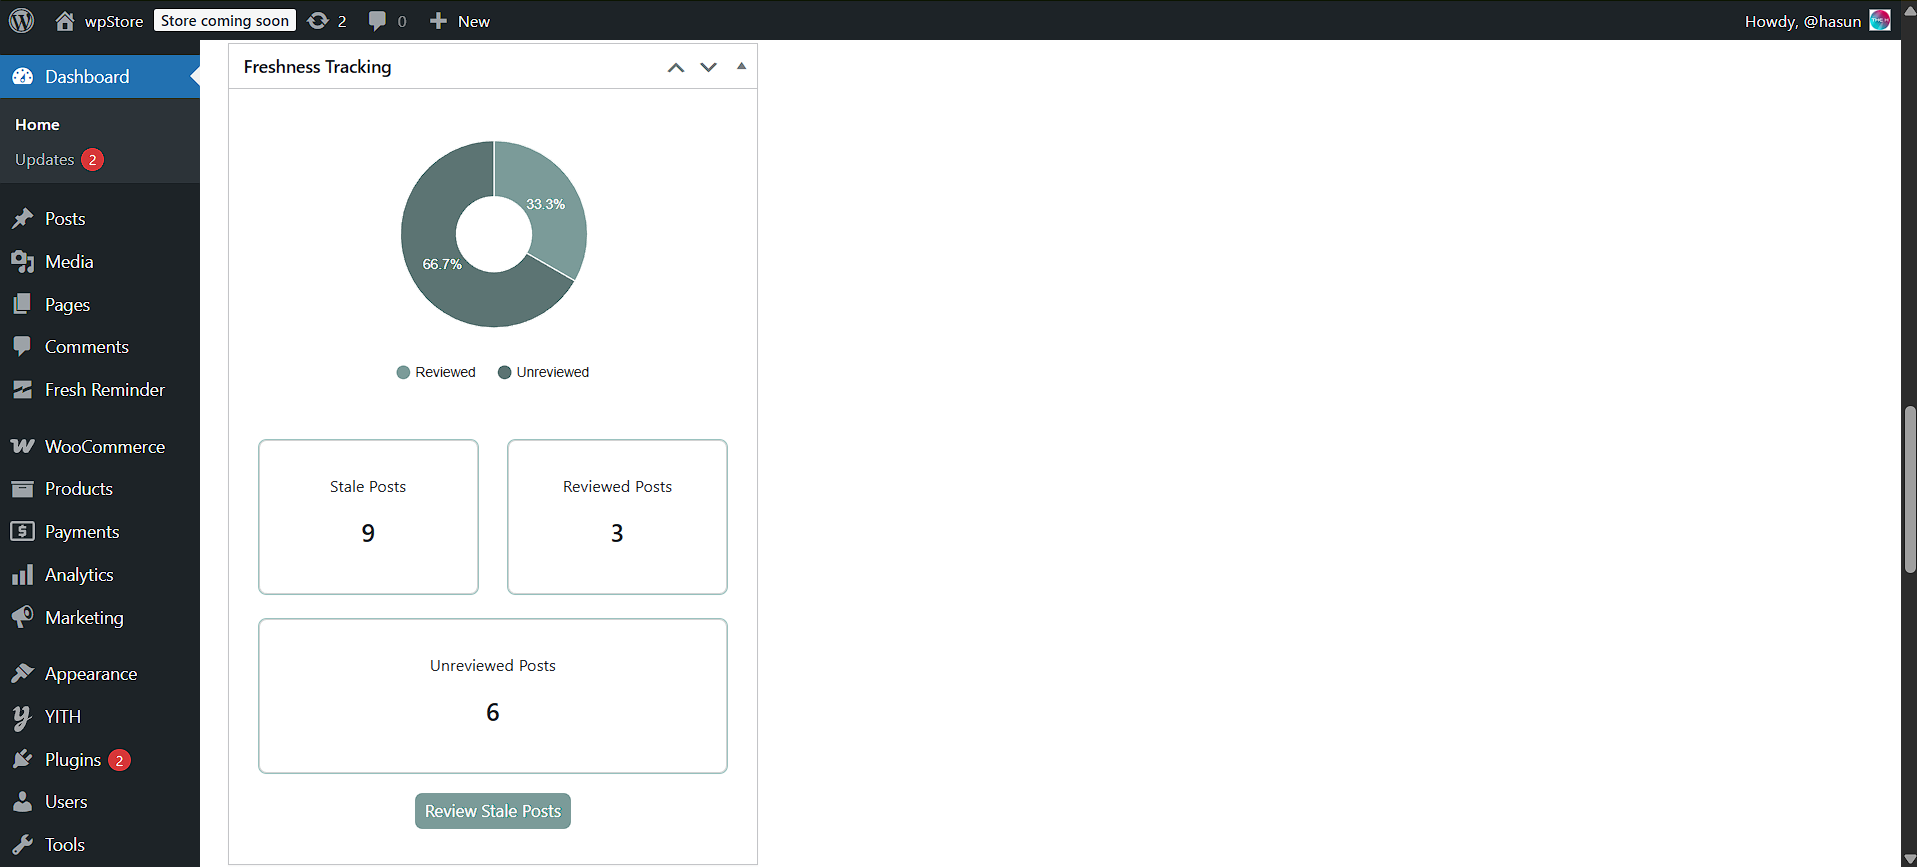 wpStore Store coming soon 2 0 New Howdy, @hasun
Dashboard
Home
Updates 2
Posts
Media
Pages
Comments
Fresh Reminder
WooCommerce
Products
Payments
Analytics
Marketing
Appearance
YITH
Plugins 2
Users
Tools
Freshness Tracking
33.3%
66.7%
Reviewed Unreviewed
Stale Posts
9
Reviewed Posts
3
Unreviewed Posts
6
Review Stale Posts